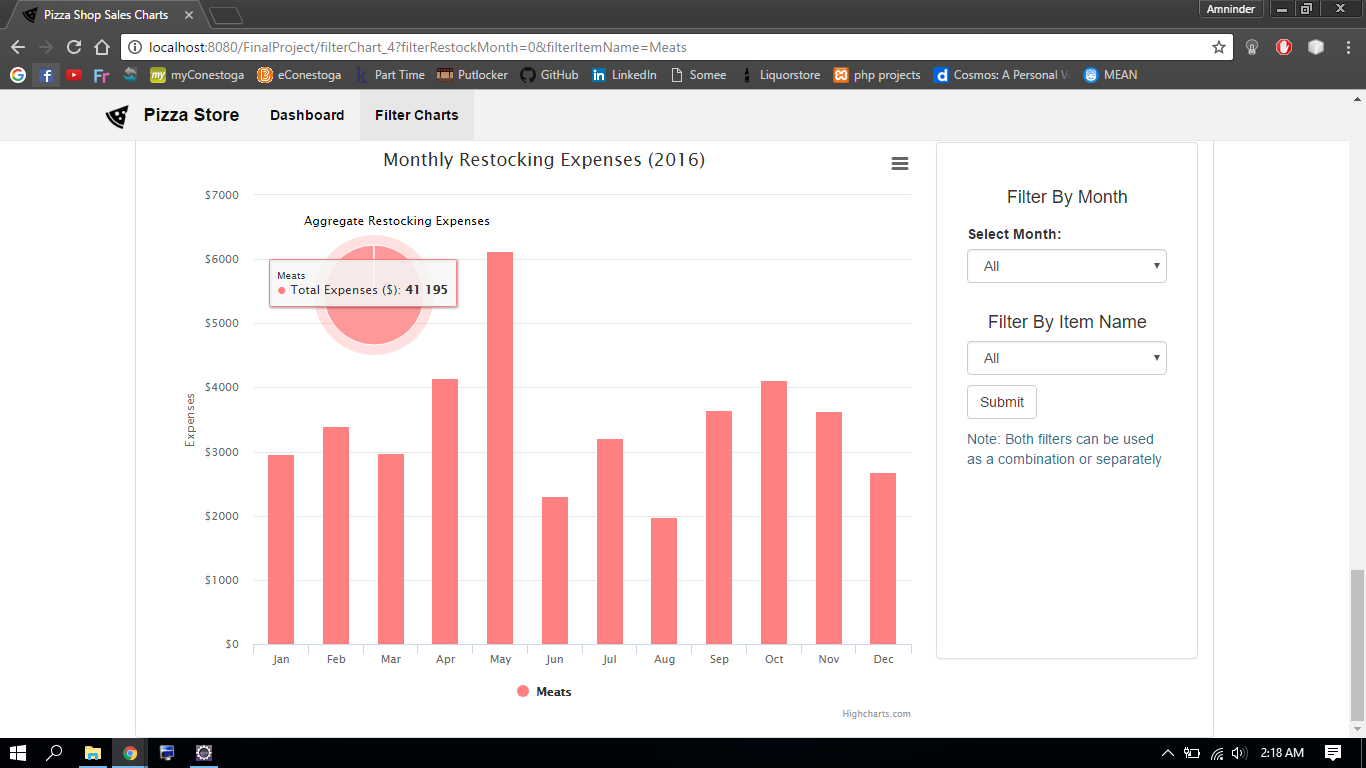 Pizza Shop Sales Charts
Amninder
localhost:8080/FinalProject/filterChart_4?filterRestockMonth=0&filterItemName=Meats
myConestoga eConestoga Part Time Putlocker GitHub LinkedIn Somee Liquorstore php projects Cosmos: A Personal MEAN
Pizza Store Dashboard Filter Charts
Monthly Restocking Expenses (2016)
$7000
$6000
$5000
$4000
$3000
$2000
$1000
$0
Expenses
Aggregate Restocking Expenses
Meats
Total Expenses ($): 41 195
Jan Feb Mar Apr May Jun Jul Aug Sep Oct Nov Dec
Meats
Highcharts.com
Filter By Month
Select Month:
All
Filter By Item Name
All
Submit
Note: Both filters can be used
as a combination or separately
2:18 AM